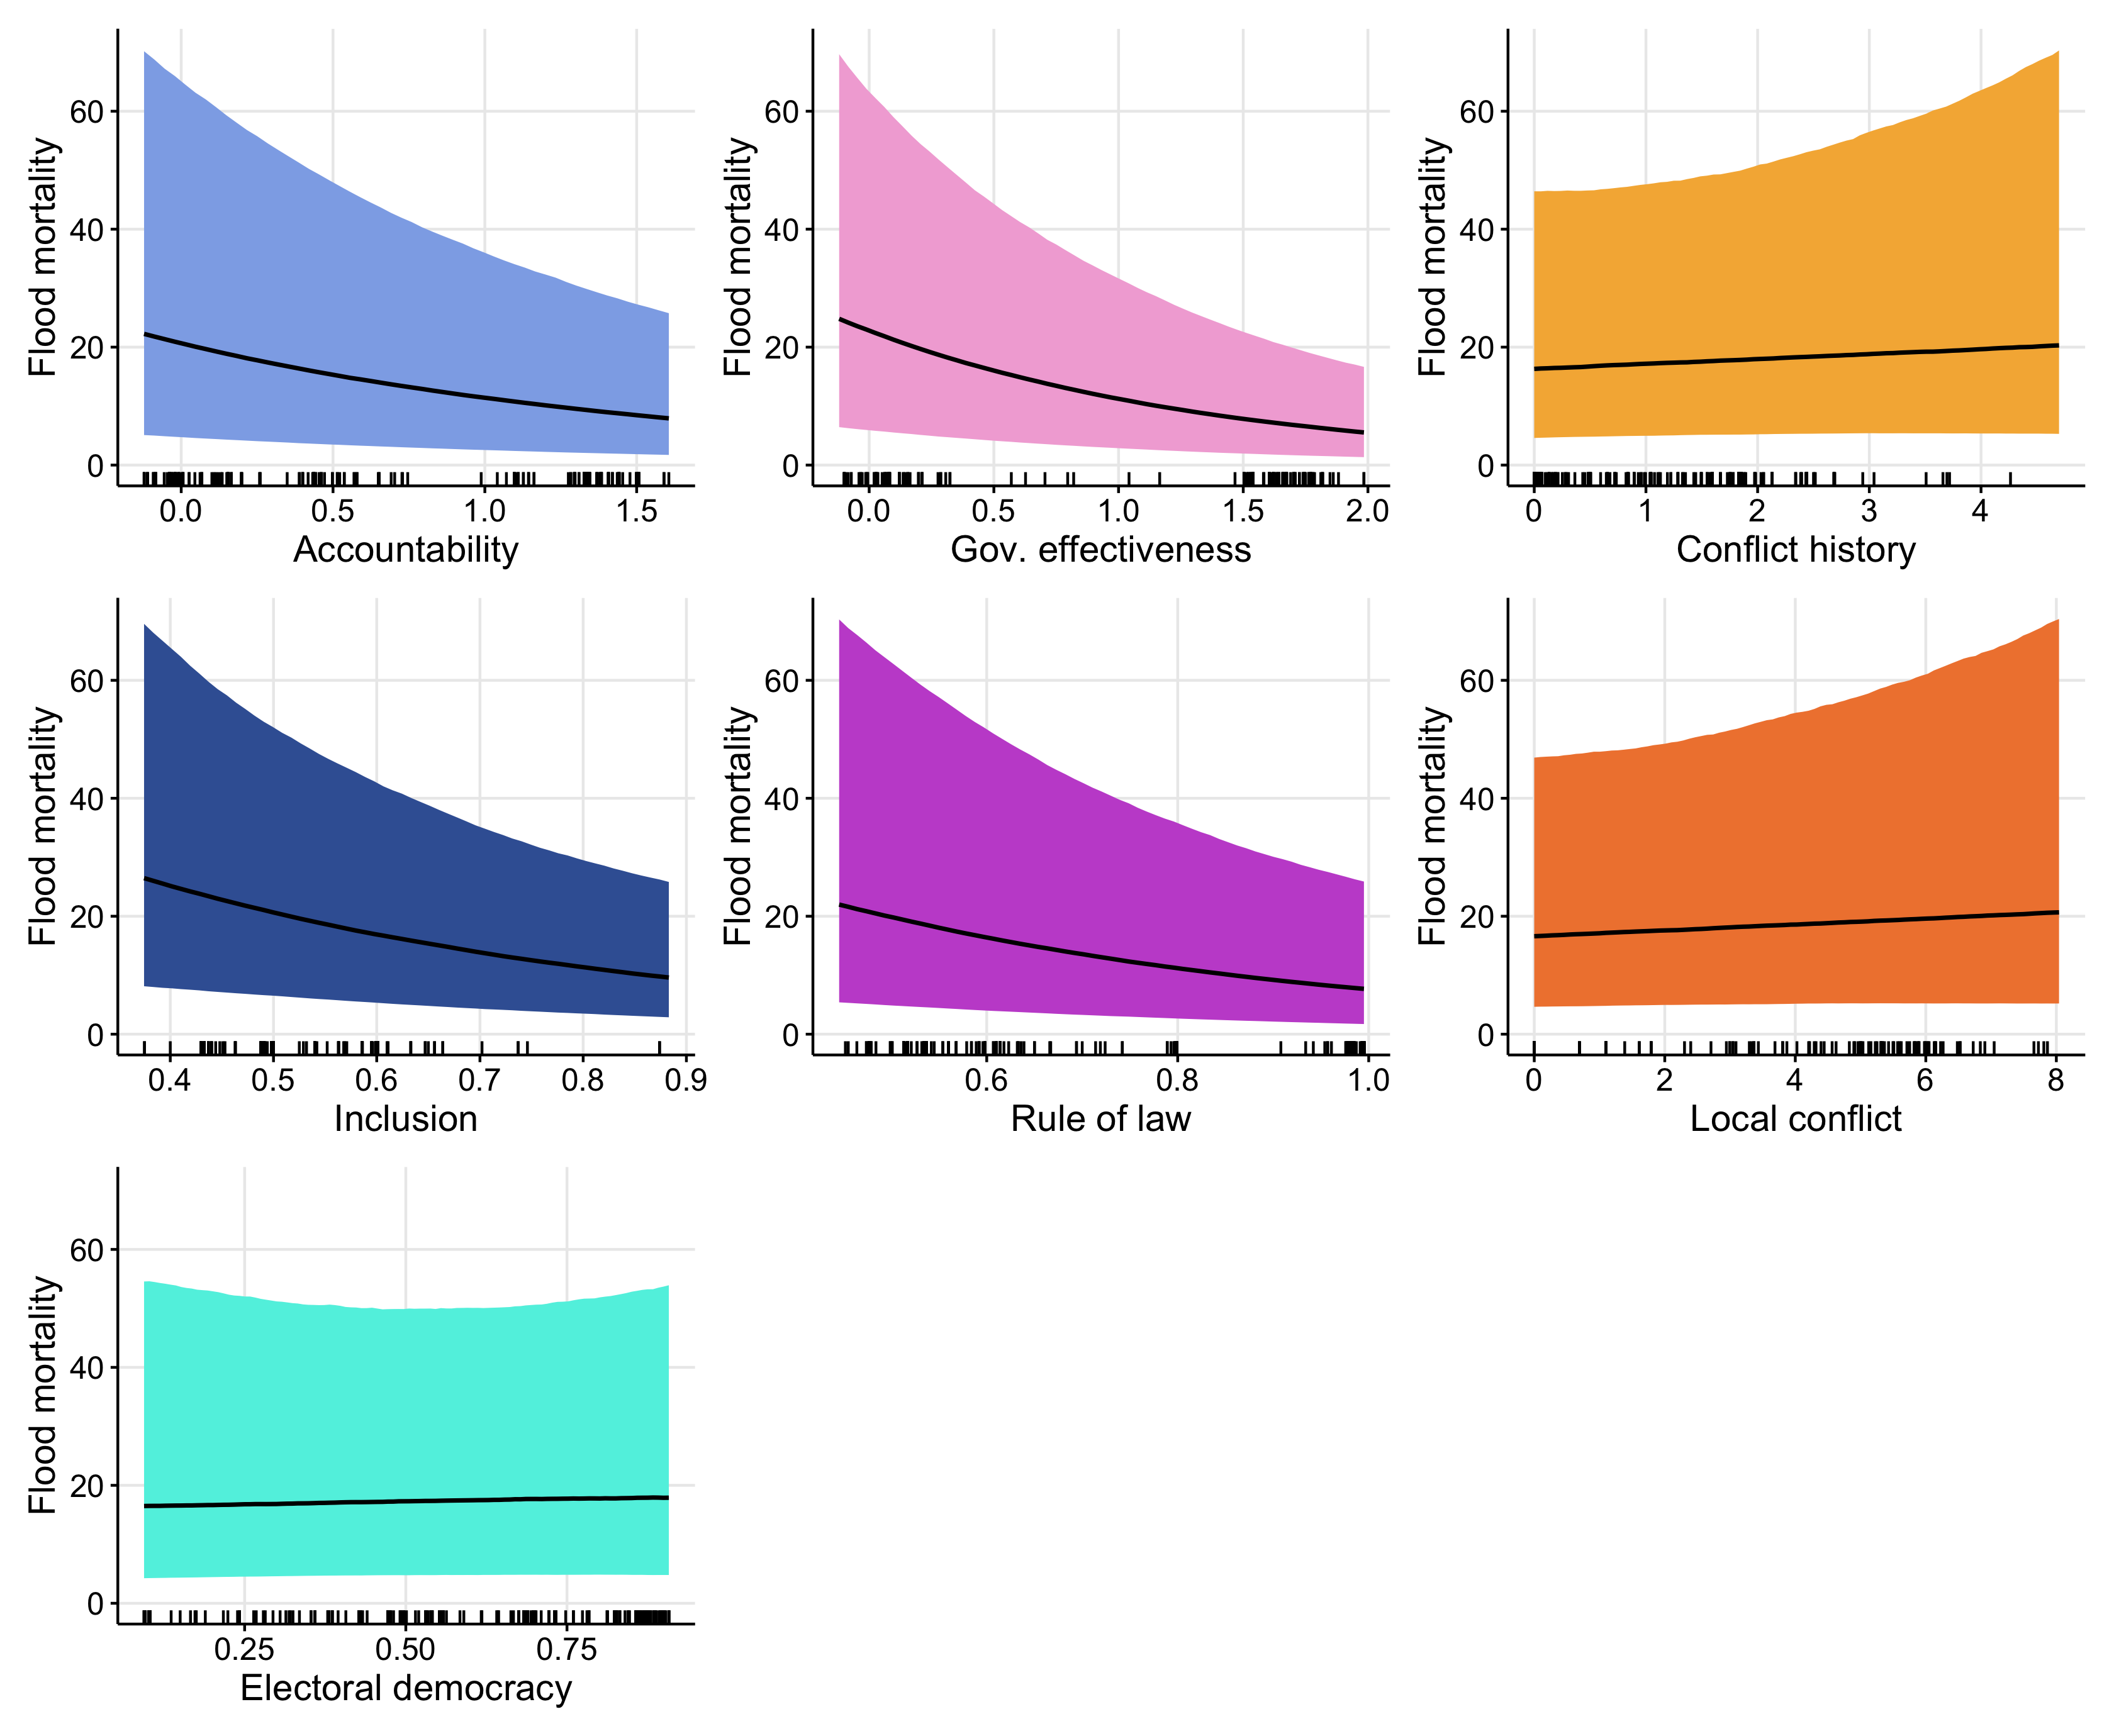 Flood mortality
60
40
20
0
0.0 0.5 1.0 1.5
Accountability
Flood mortality
60
40
20
0
0.0 0.5 1.0 1.5 2.0
Gov. effectiveness
Flood mortality
60
40
20
0
0 1 2 3 4
Conflict history
Flood mortality
60
40
20
0
0.4 0.5 0.6 0.7 0.8 0.9
Inclusion
Flood mortality
60
40
20
0
0.6 0.8 1.0
Rule of law
Flood mortality
60
40
20
0
0 2 4 6 8
Local conflict
Flood mortality
60
40
20
0
0.25 0.50 0.75
Electoral democracy